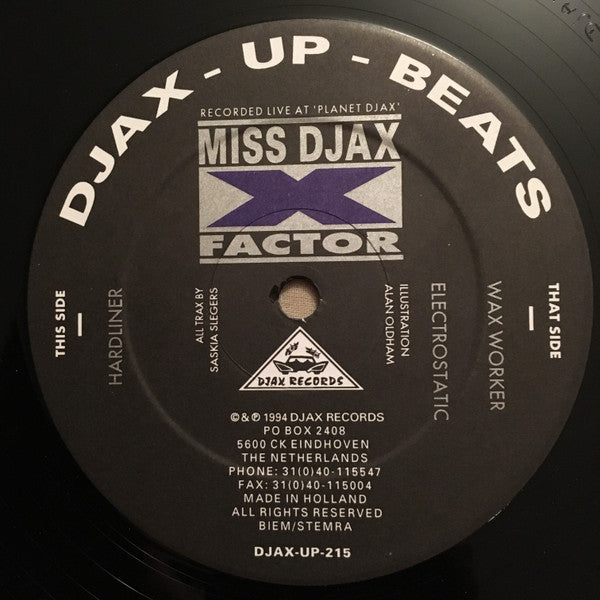 DJAX - UP - BEATS
RECORDED LIVE AT 'PLANET DJAX'
MISS DJAX
X
FACTOR
THIS SIDE
HARDLINER
ALL TRAX BY
SASKIA SLEGERS
ILLUSTRATION
ALAN OLDHAM
THAT SIDE
WAX WORKER
ELECTROSTATIC
DJAX RECORDS
©&℗ 1994 DJAX RECORDS
PO BOX 2408
5600 CK EINDHOVEN
THE NETHERLANDS
PHONE: 31(0)40-115547
FAX: 31(0)40-115004
MADE IN HOLLAND
ALL RIGHTS RESERVED
BIEM/STEMRA
DJAX-UP-215